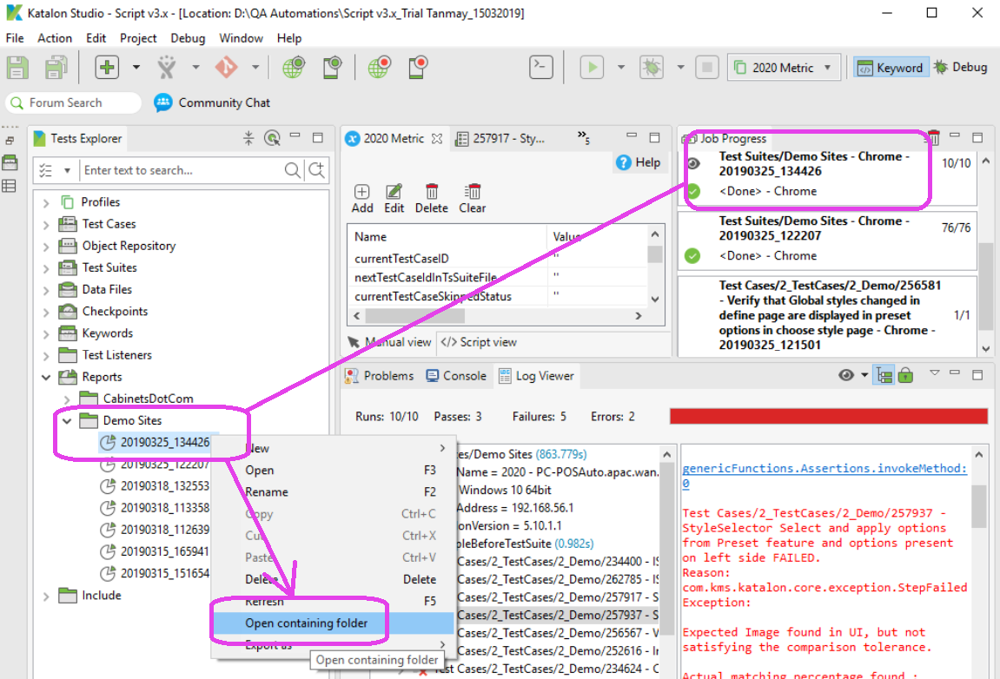 Katalon Studio - Script v3.x - [Location: D:\QA Automations\Script v3.x_Trial Tanmay_15032019]
File Action Edit Project Debug Window Help
2020 Metric
Keyword
Debug
Forum Search
Community Chat
Tests Explorer
Enter text to search...
Profiles
Test Cases
Object Repository
Test Suites
Data Files
Checkpoints
Keywords
Test Listeners
Reports
CabinetsDotCom
Demo Sites
20190325_134426
20190325_122207
20190318_132553
20190318_113358
20190318_112639
20190315_165941
20190315_151654
Include
New
Open F3
Rename F2
Copy Ctrl+C
Cut Ctrl+X
Paste Ctrl+V
Delete Delete
Refresh F5
Open containing folder
Export as
Open containing folder
2020 Metric
257917 - Sty...
»5
Help
Add Edit Delete Clear
Name Value
currentTestCaseID ''
nextTestCaseIdInTsSuiteFile ''
currentTestCaseSkippedStatus ''
Manual view </> Script view
Job Progress
Test Suites/Demo Sites - Chrome -
20190325_134426
10/10
<Done> - Chrome
Test Suites/Demo Sites - Chrome -
20190325_122207
76/76
<Done> - Chrome
Test Cases/2_TestCases/2_Demo/256581
- Verify that Global styles changed in
define page are displayed in preset
options in choose style page - Chrome -
20190325_121501
1/1
Problems Console Log Viewer
Runs: 10/10 Passes: 3 Failures: 5 Errors: 2
es/Demo Sites (863.779s)
Name = 2020 - PC-POSAuto.apac.wan.
Windows 10 64bit
Address = 192.168.56.1
onVersion = 5.10.1.1
pleBeforeTestSuite (0.982s)
Cases/2_TestCases/2_Demo/234400 - IS
Cases/2_TestCases/2_Demo/262785 - IS
Cases/2_TestCases/2_Demo/257917 - S
Cases/2_TestCases/2_Demo/257937 - S
Cases/2_TestCases/2_Demo/256567 - V
Cases/2_TestCases/2_Demo/252616 - Ir
Test Cases/2_TestCases/2_Demo/234624 - C
genericFunctions.Assertions.invokeMethod:
0
Test Cases/2_TestCases/2_Demo/257937 -
StyleSelector Select and apply options
from Preset feature and options present
on left side FAILED.
Reason:
com.kms.katalon.core.exception.StepFailed
Exception:
Expected Image found in UI, but not
satisfying the comparison tolerance.
Actual matching percentage found :